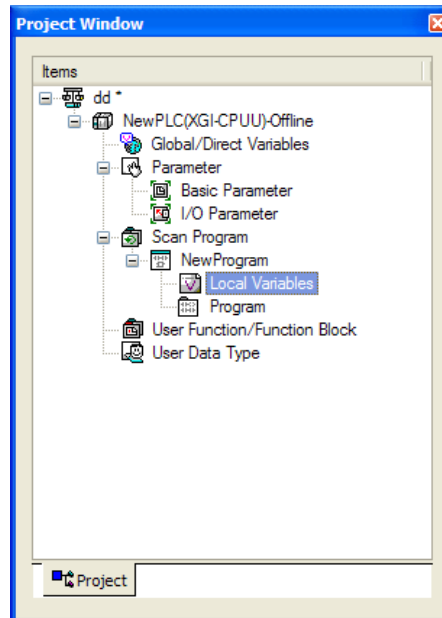 Project Window
Items
dd *
NewPLC(XGI-CPUU)-Offline
Global/Direct Variables
Parameter
Basic Parameter
I/O Parameter
Scan Program
NewProgram
Local Variables
Program
User Function/Function Block
User Data Type
Project